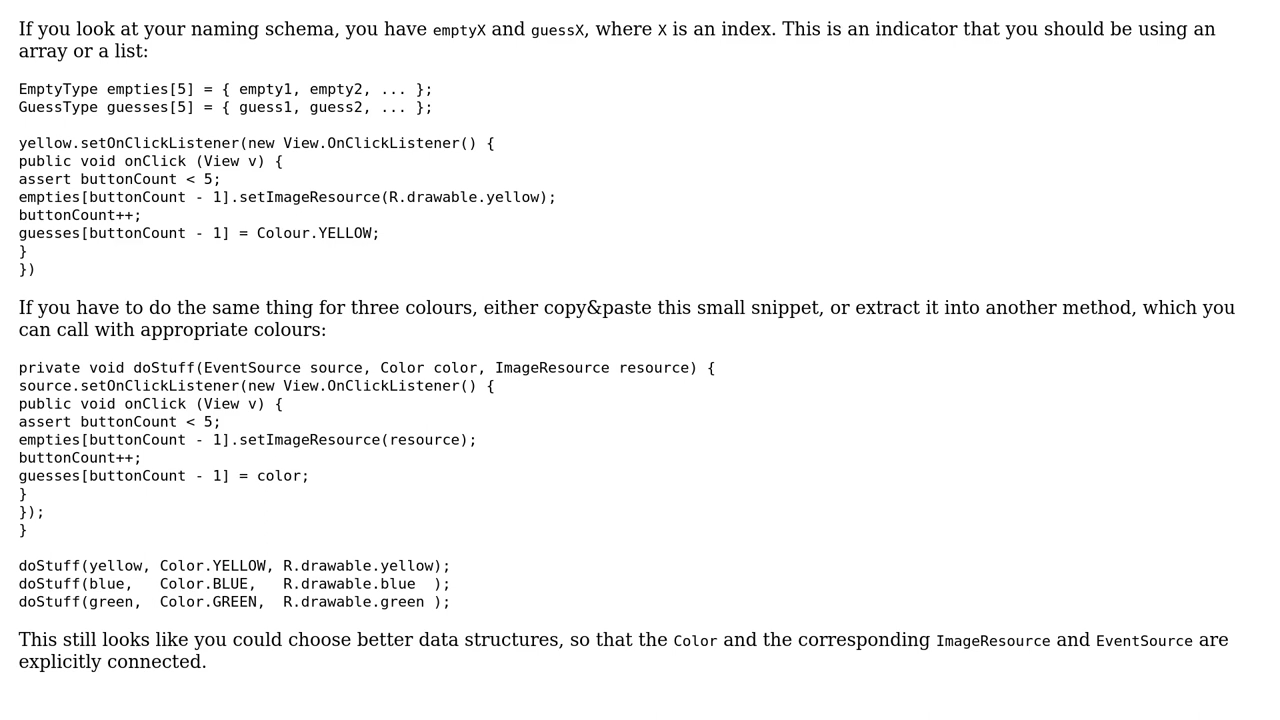 If you look at your naming schema, you have emptyX and guessX, where X is an index. This is an indicator that you should be using an
array or a list:
EmptyType empties[5] = { empty1, empty2, ... };
GuessType guesses[5] = { guess1, guess2, ... };
yellow.setOnClickListener(new View.OnClickListener() {
public void onClick (View v) {
assert buttonCount < 5;
empties[buttonCount - 1].setImageResource(R.drawable.yellow);
buttonCount++;
guesses[buttonCount - 1] = Colour.YELLOW;
}
})
If you have to do the same thing for three colours, either copy&paste this small snippet, or extract it into another method, which you
can call with appropriate colours:
private void doStuff(EventSource source, Color color, ImageResource resource) {
source.setOnClickListener(new View.OnClickListener() {
public void onClick (View v) {
assert buttonCount < 5;
empties[buttonCount - 1].setImageResource(resource);
buttonCount++;
guesses[buttonCount - 1] = color;
}
});
}
doStuff(yellow, Color.YELLOW, R.drawable.yellow);
doStuff(blue,   Color.BLUE,   R.drawable.blue  );
doStuff(green,  Color.GREEN,  R.drawable.green );
This still looks like you could choose better data structures, so that the Color and the corresponding ImageResource and EventSource are
explicitly connected.